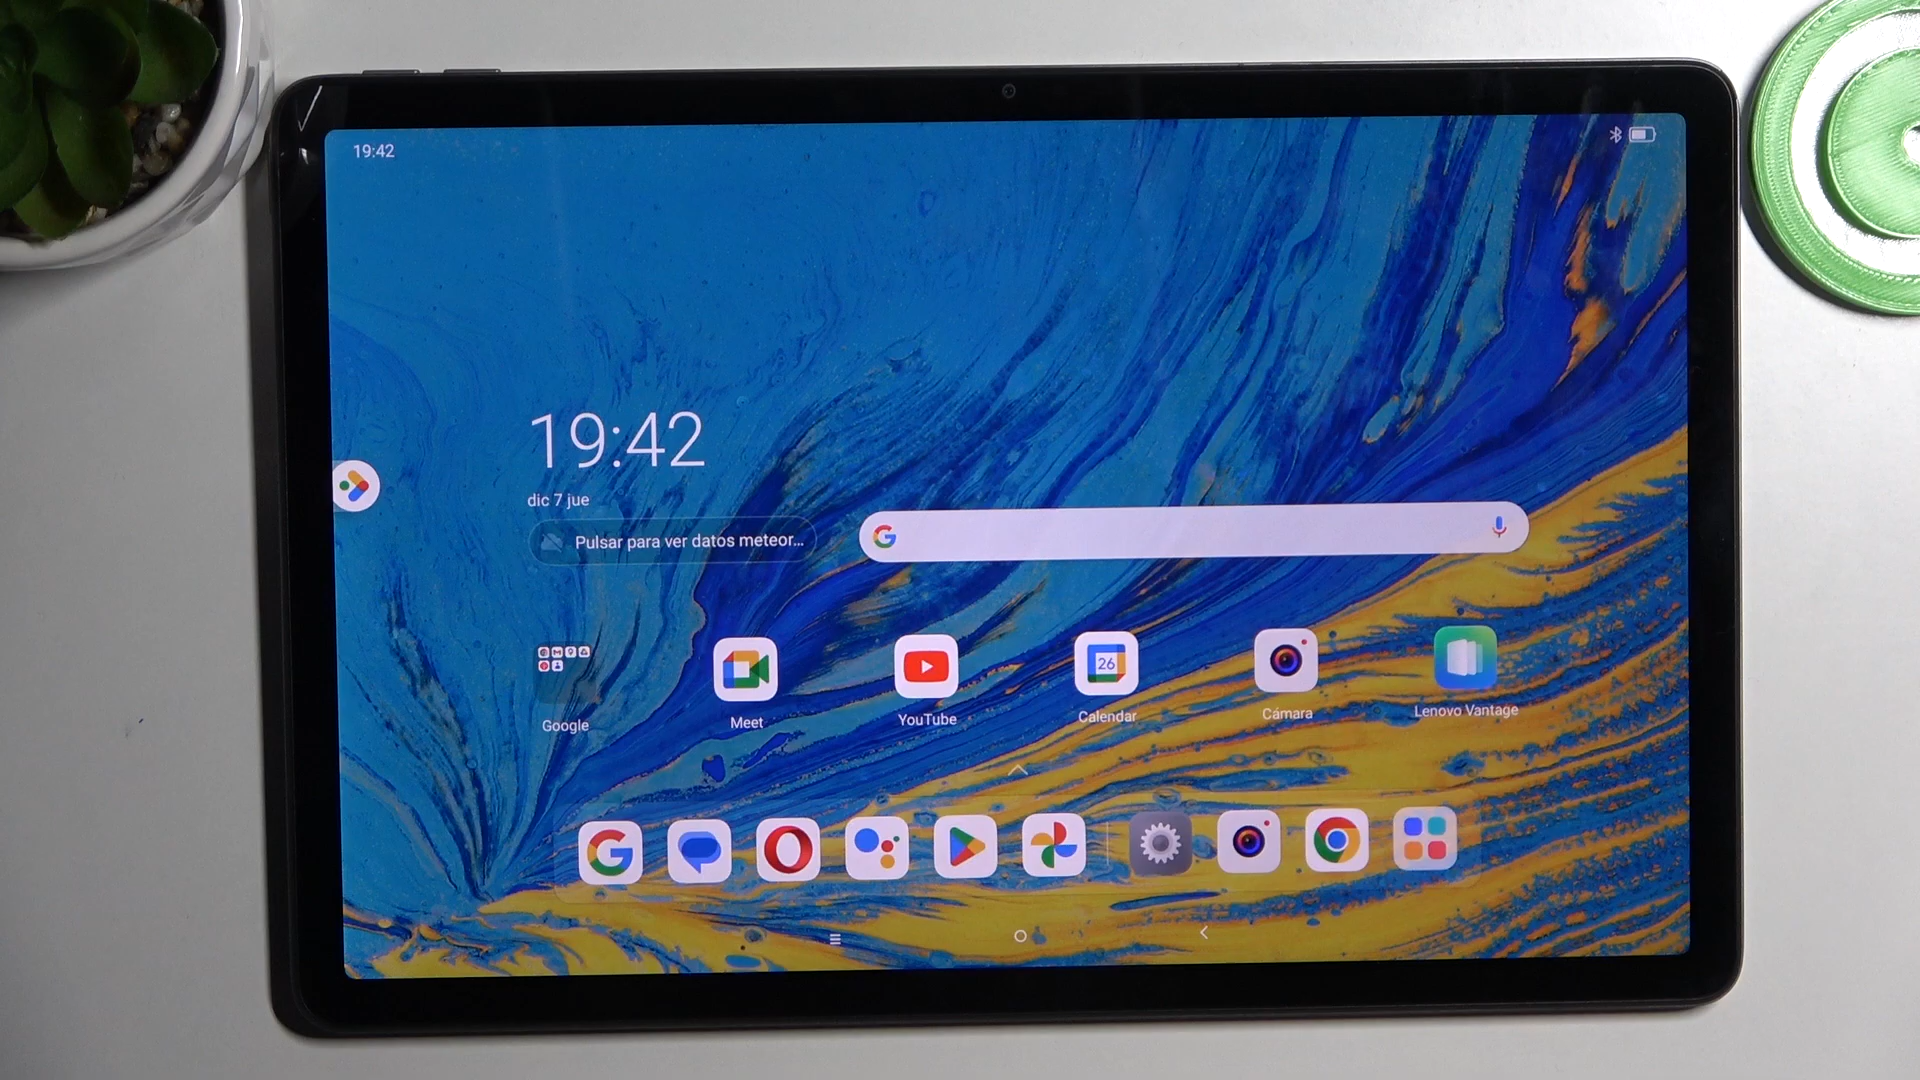 19:42
19:42
dic 7 jue
Pulsar para ver datos meteor...
26
Google
Meet
YouTube
Calendar
Cámara
Lenovo Vantage